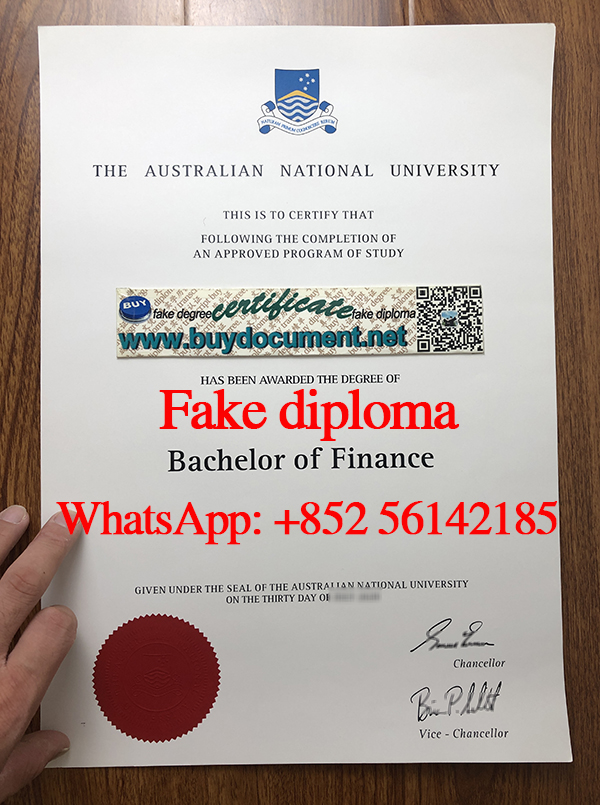 THE AUSTRALIAN NATIONAL UNIVERSITY
THIS IS TO CERTIFY THAT
FOLLOWING THE COMPLETION OF
AN APPROVED PROGRAM OF STUDY
BUY
fake degree certificate fake diploma
www.buydocument.net
HAS BEEN AWARDED THE DEGREE OF
Fake diploma
Bachelor of Finance
WhatsApp: +852 56142185
GIVEN UNDER THE SEAL OF THE AUSTRALIAN NATIONAL UNIVERSITY
ON THE THIRTY DAY OF
Chancellor
Vice - Chancellor